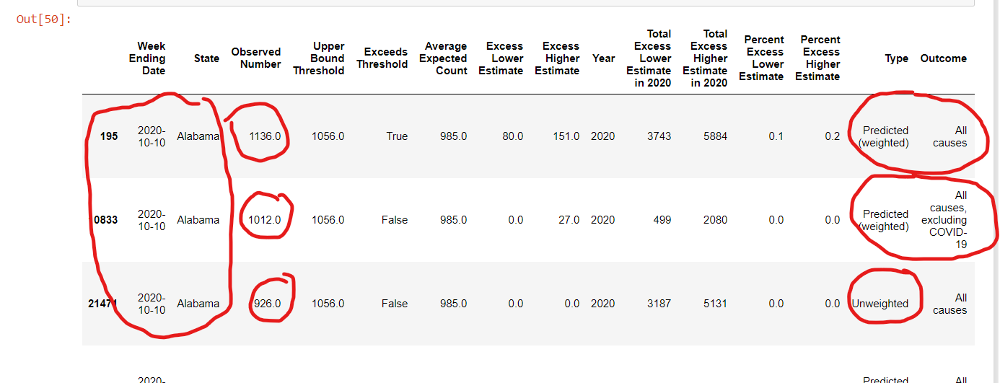 Out[50]:
Week Ending Date State Observed Number Upper Bound Threshold Exceeds Threshold Average Expected Count Excess Lower Estimate Excess Higher Estimate Year Total Excess Lower Estimate in 2020 Total Excess Higher Estimate in 2020 Percent Excess Lower Estimate Percent Excess Higher Estimate Type Outcome
195 2020-10-10 Alabama 1136.0 1056.0 True 985.0 80.0 151.0 2020 3743 5884 0.1 0.2 Predicted (weighted) All causes
0833 2020-10-10 Alabama 1012.0 1056.0 False 985.0 0.0 27.0 2020 499 2080 0.0 0.0 Predicted (weighted) All causes, excluding COVID-19
21471 2020-10-10 Alabama 926.0 1056.0 False 985.0 0.0 0.0 2020 3187 5131 0.0 0.0 Unweighted All causes
2020- Predicted All